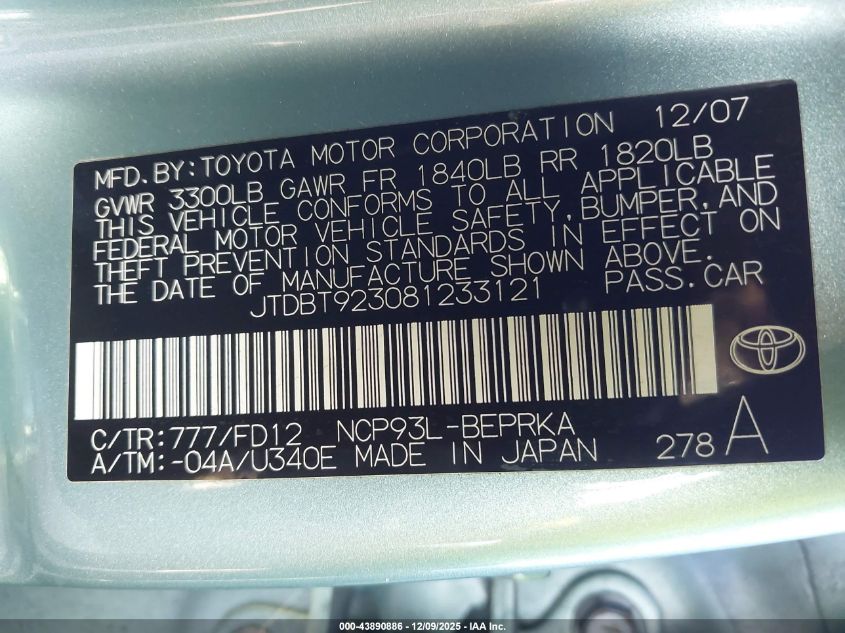 MFD. BY: TOYOTA MOTOR CORPORATION 12/07
GVWR 3300LB GAWR FR 1840LB RR 1820LB
THIS VEHICLE CONFORMS TO ALL APPLICABLE
FEDERAL MOTOR VEHICLE SAFETY, BUMPER, AND
THEFT PREVENTION STANDARDS IN EFFECT ON
THE DATE OF MANUFACTURE SHOWN ABOVE.
JTDBT923081233121 PASS. CAR
C/TR: 777/FD12 NCP93L-BEPRKA
A/TM: -04A/U340E MADE IN JAPAN 278 A
000-43890886 - 12/09/2025 - IAA Inc.